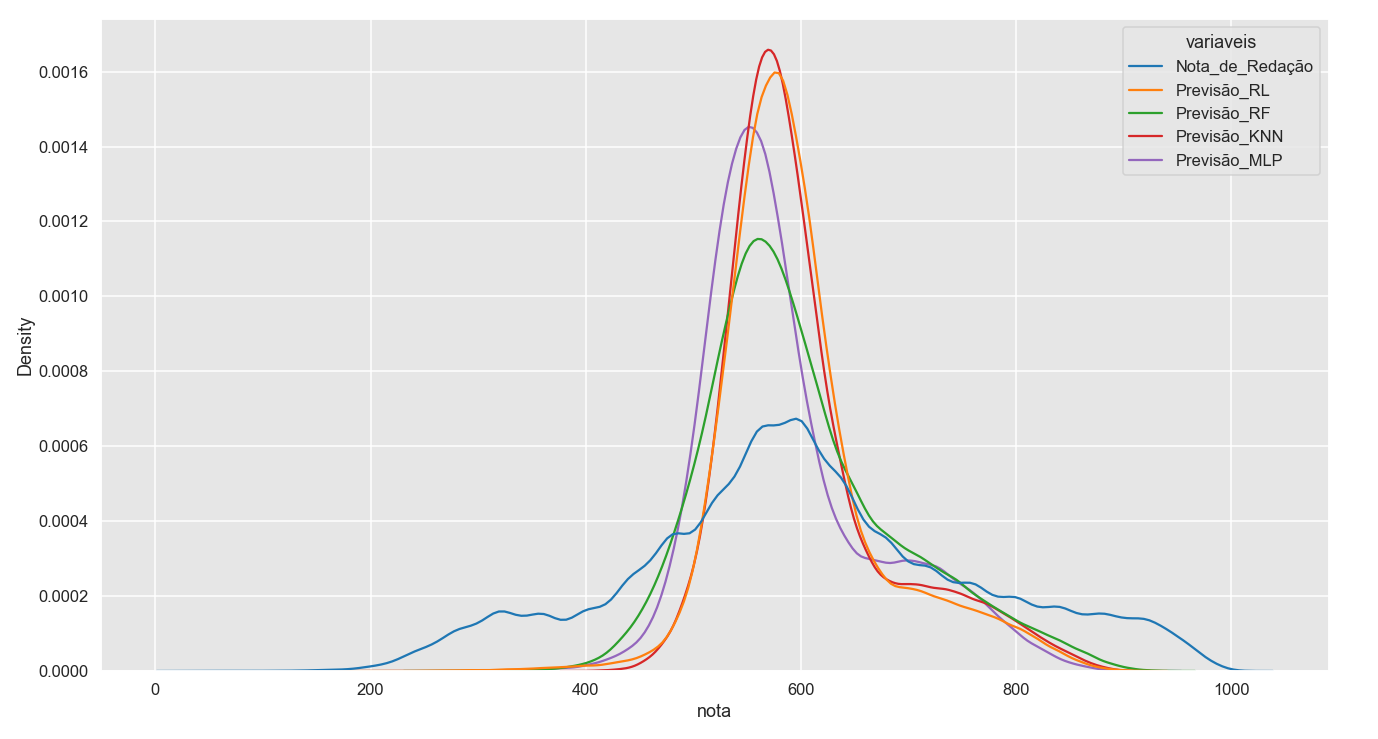 variaveis
Nota_de_Redação
Previsão_RL
Previsão_RF
Previsão_KNN
Previsão_MLP
0.0016
0.0014
0.0012
0.0010
0.0008
0.0006
0.0004
0.0002
0.0000
Density
0 200 400 600 800 1000
nota